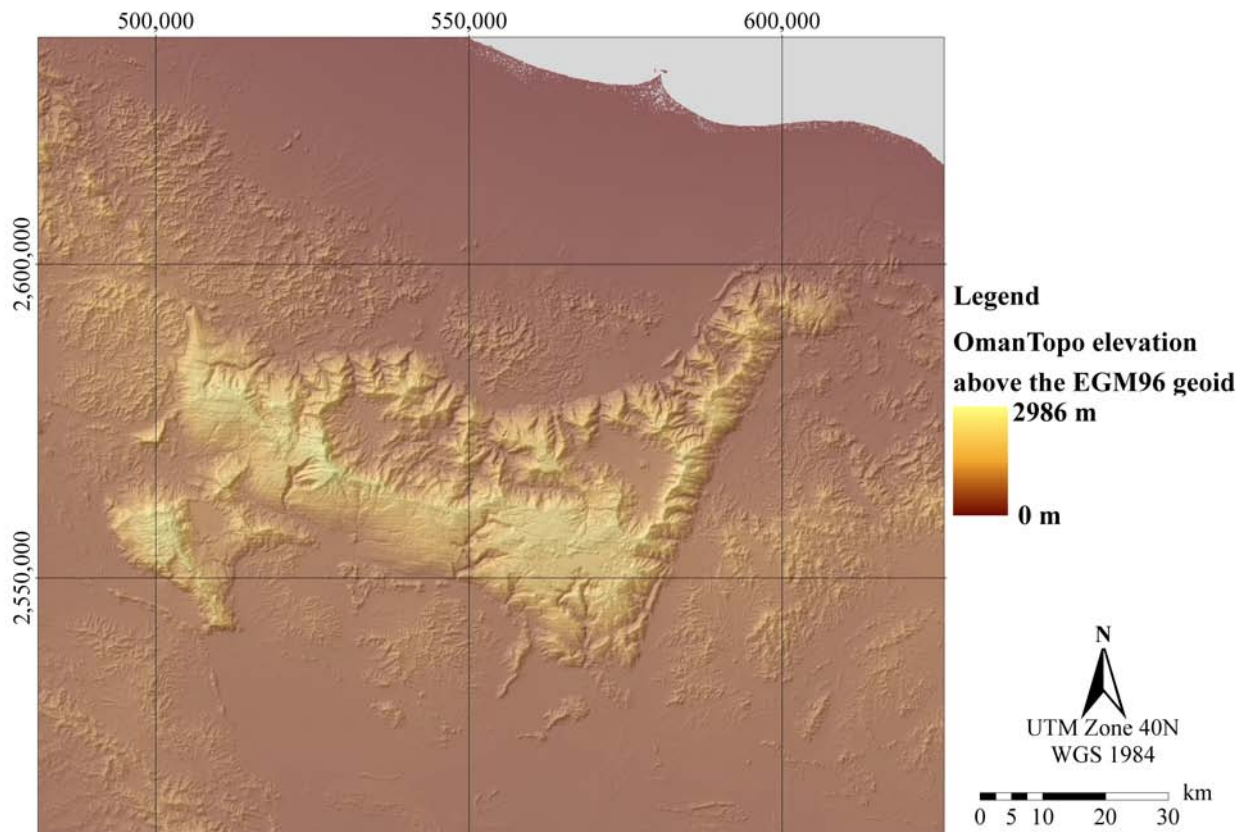 500,000 550,000 600,000
2,600,000
2,550,000
Legend
OmanTopo elevation
above the EGM96 geoid
2986 m
0 m
N
UTM Zone 40N
WGS 1984
km
0 5 10 20 30